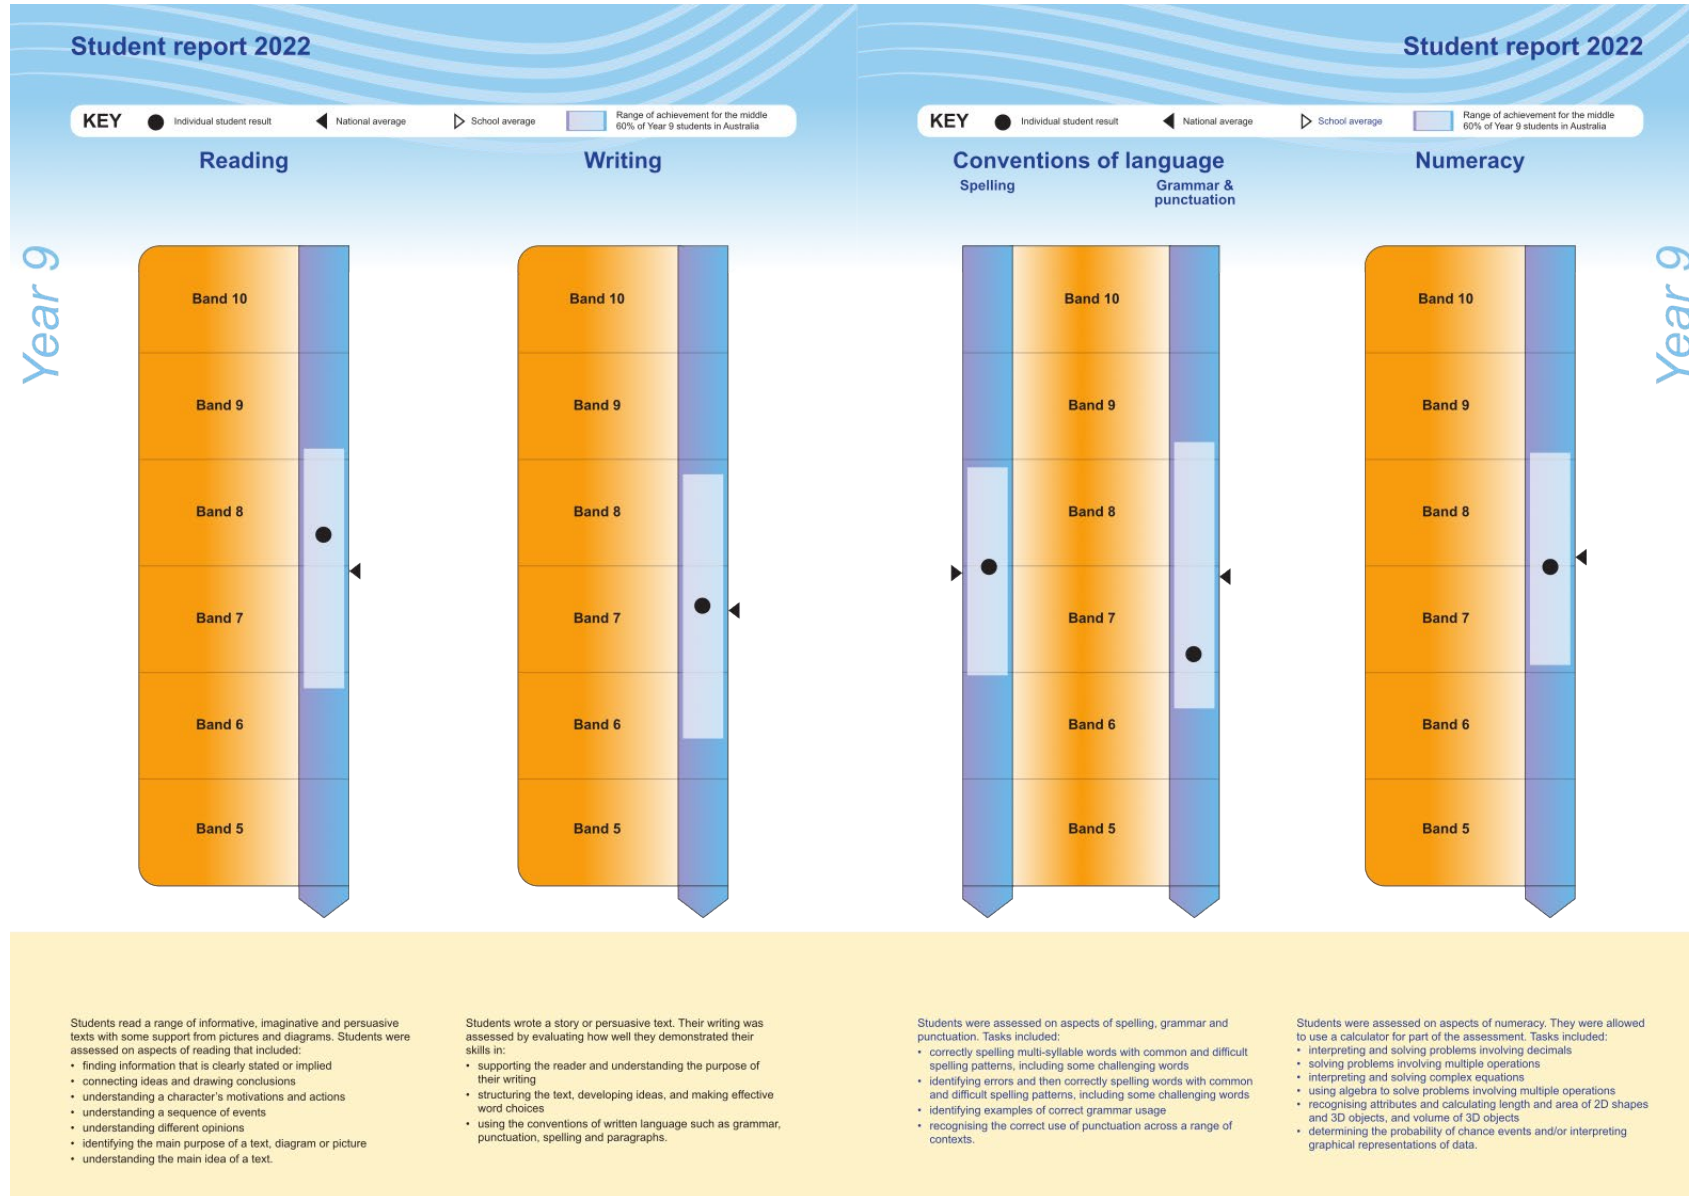 Student report 2022
KEY
Individual student result
National average
School average
Range of achievement for the middle
60% of Year 9 students in Australia
Reading
Writing
Year 9
Band 10
Band 9
Band 8
Band 7
Band 6
Band 5
Band 10
Band 9
Band 8
Band 7
Band 6
Band 5
Students read a range of informative, imaginative and persuasive
texts with some support from pictures and diagrams. Students were
assessed on aspects of reading that included:
• finding information that is clearly stated or implied
• connecting ideas and drawing conclusions
• understanding a character's motivations and actions
• understanding a sequence of events
• understanding different opinions
• identifying the main purpose of a text, diagram or picture
• understanding the main idea of a text.
Students wrote a story or persuasive text. Their writing was
assessed by evaluating how well they demonstrated their
skills in:
• supporting the reader and understanding the purpose of
their writing
• structuring the text, developing ideas, and making effective
word choices
• using the conventions of written language such as grammar,
punctuation, spelling and paragraphs.
Student report 2022
KEY
Individual student result
National average
School average
Range of achievement for the middle
60% of Year 9 students in Australia
Conventions of language
Spelling
Grammar &
punctuation
Numeracy
Year 9
Band 10
Band 9
Band 8
Band 7
Band 6
Band 5
Band 10
Band 9
Band 8
Band 7
Band 6
Band 5
Students were assessed on aspects of spelling, grammar and
punctuation. Tasks included:
• correctly spelling multi-syllable words with common and difficult
spelling patterns, including some challenging words
• identifying errors and then correctly spelling words with common
and difficult spelling patterns, including some challenging words
• identifying examples of correct grammar usage
• recognising the correct use of punctuation across a range of
contexts.
Students were assessed on aspects of numeracy. They were allowed
to use a calculator for part of the assessment. Tasks included:
• interpreting and solving problems involving decimals
• solving problems involving multiple operations
• interpreting and solving complex equations
• using algebra to solve problems involving multiple operations
• recognising attributes and calculating length and area of 2D shapes
and 3D objects, and volume of 3D objects
• determining the probability of chance events and/or interpreting
graphical representations of data.